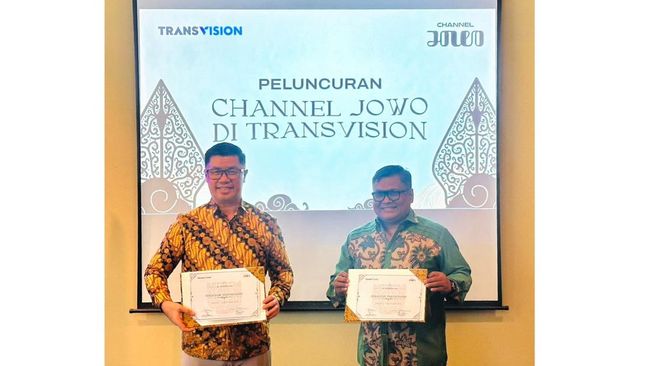 TRANSVISION
CHANNEL
JOWO
PELUNCURAN
CHANNEL JOWO
DI TRANSVISION